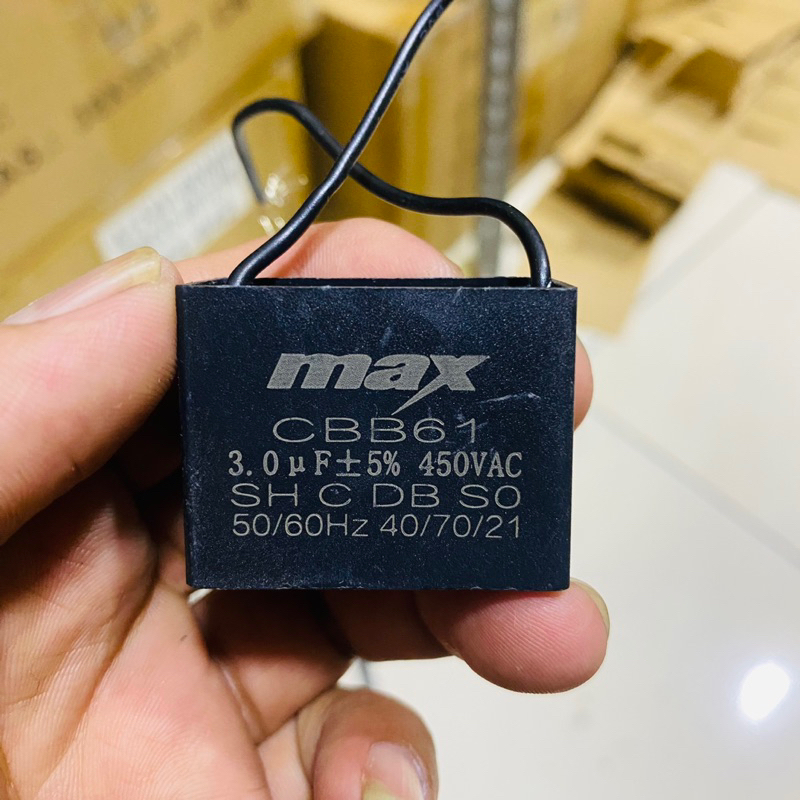 max
CBB61
3.0μF±5% 450VAC
SH C DB S0
50/60Hz 40/70/21